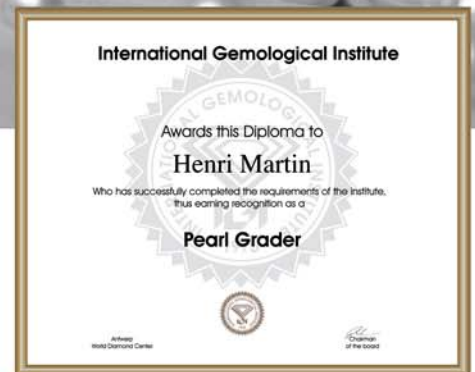 International Gemological Institute
Awards this Diploma to
Henri Martin
Who has successfully completed the requirements of the Institute,
thus earning recognition as a
Pearl Grader
Antwerp
World Diamond Center
Chairman
of the board